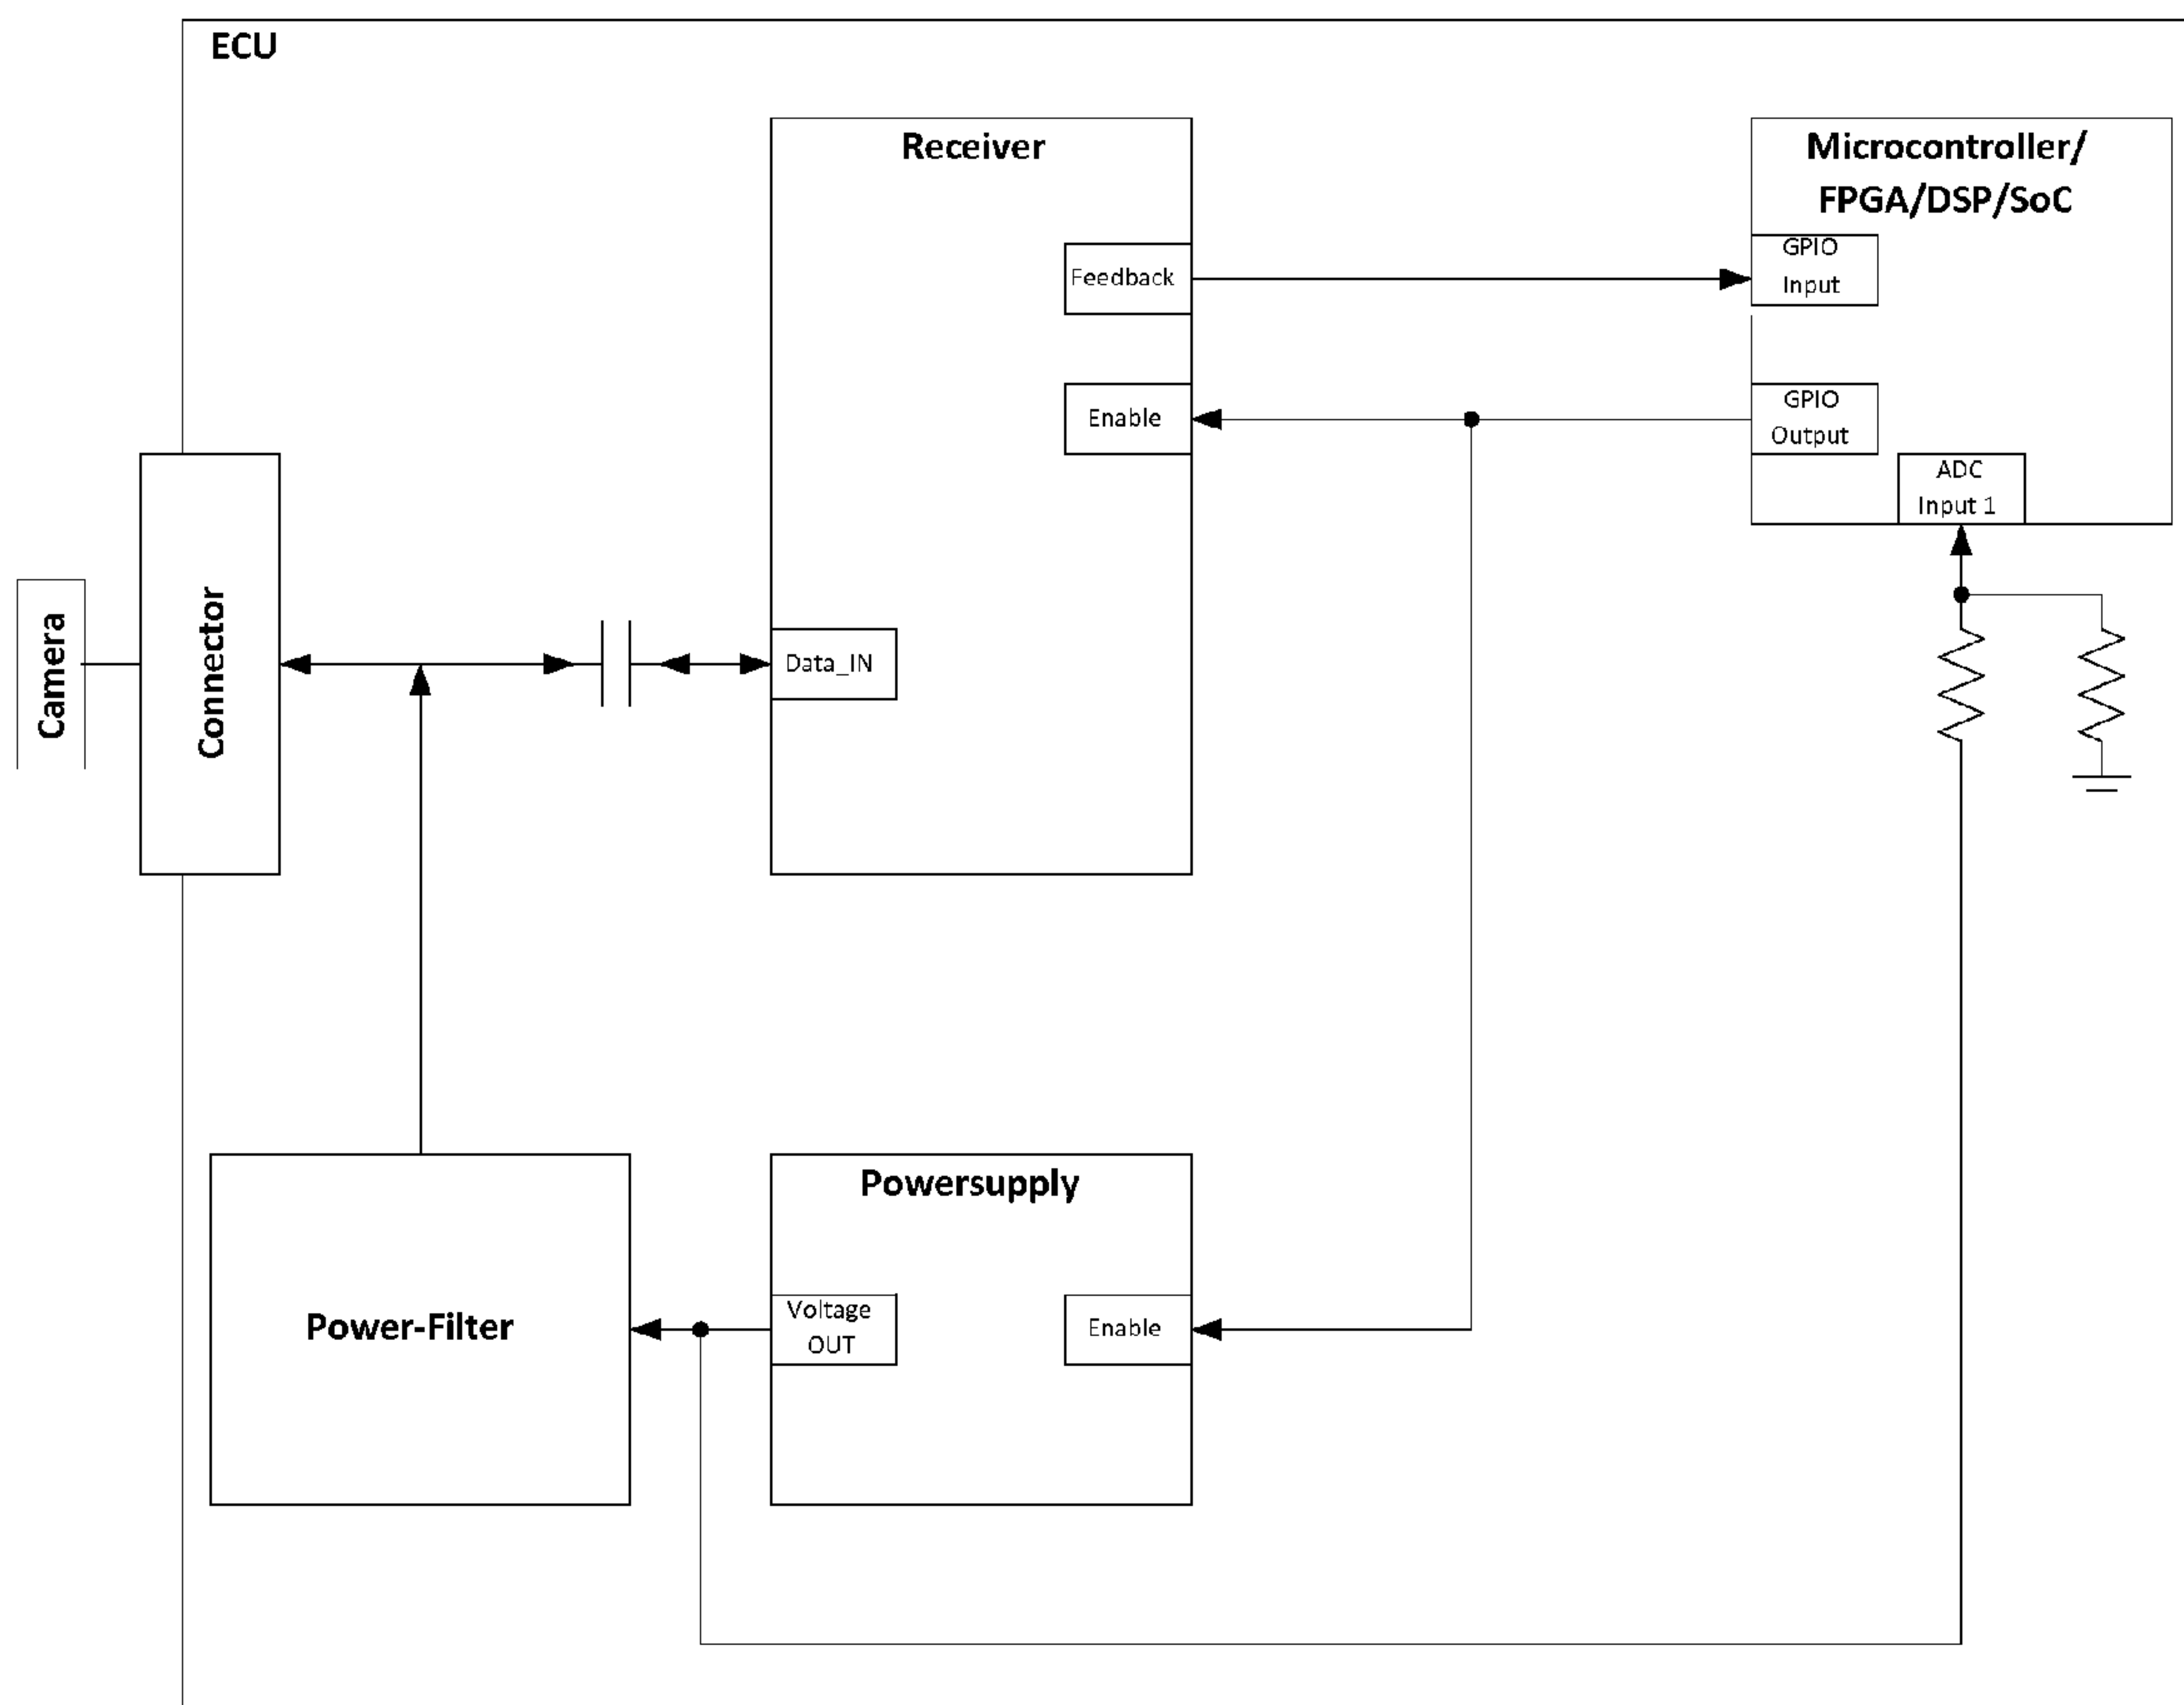 ECU
Receiver
Microcontroller/
FPGA/DSP/SoC
GPIO
Input
Feedback
GPIO
Output
Enable
ADC
Input 1
Camera
Connector
Data_IN
Powersupply
Power-Filter
Voltage
OUT
Enable